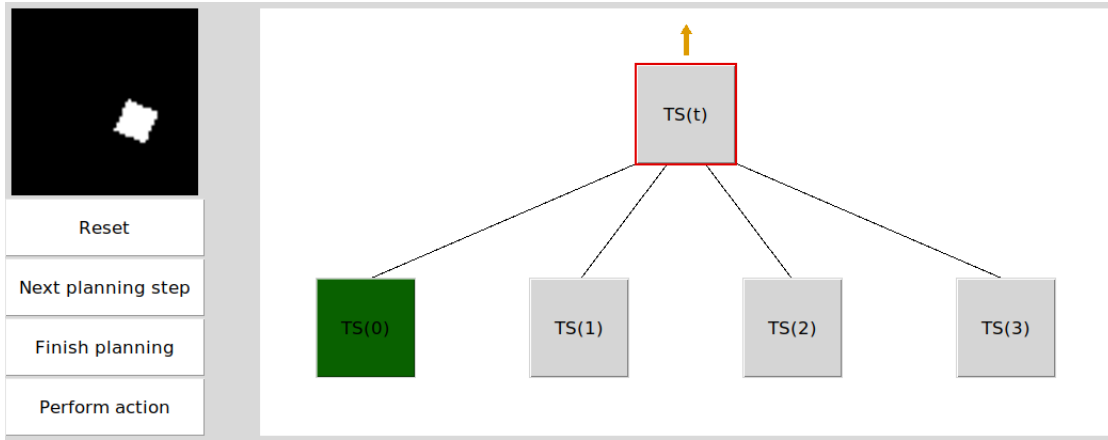 TS(t)
Reset
Next planning step
Finish planning
Perform action
TS(0)
TS(1)
TS(2)
TS(3)